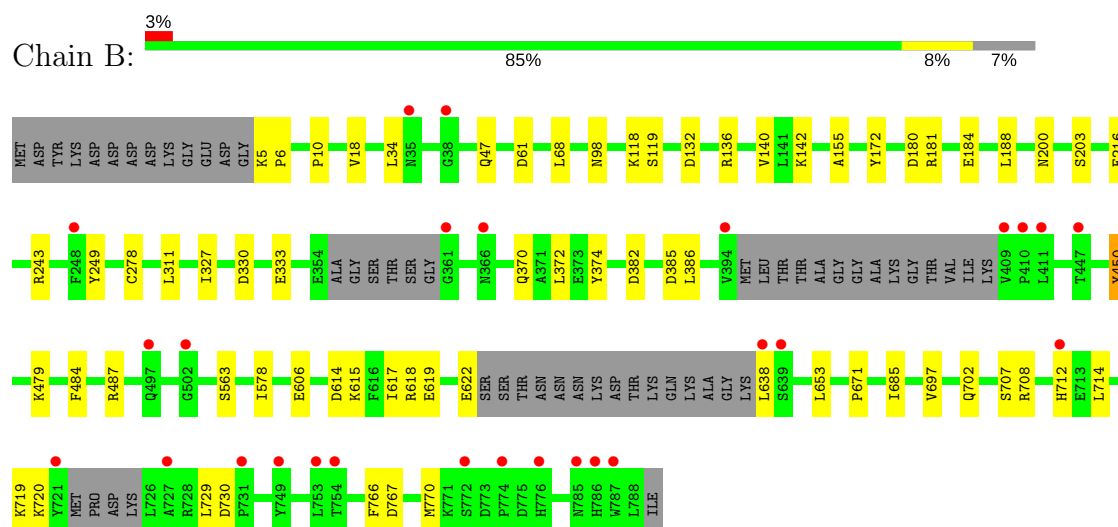 3%
Chain B:
85% 8% 7%
MET ASP TYR LYS ASP ASP ASP ASP LYS GLY GLU ASP GLY K5 P6 P10 V18 L34 N35 G38 Q47 D61 L68 N98 K118 S119 D132 R136 V140 L141 K142 A155 Y172 D180 R181 E184 L188 N200 S203
R243 F248 Y249 C278 L311 I327 D330 E333 E354 ALA GLY SER THR SER GLY G361 N366 Q370 A371 L372 E373 Y374 D382 D385 L386 V394 MET LEU THR THR ALA GLY GLY ALA LYS GLY GLY THR VAL ILE LYS V409 P410 L411 T447 Y450
K479 F484 R487 Q497 G502 S563 I578 E606 D614 K615 F616 I617 R618 E619 E622 SER SER THR ASN ASN ASN LYS ASP THR LYS GLN LYS ALA GLY LYS L638 S639 L653 P671 I685 V697 Q702 S707 R708 H712 E713 L714
K719 K720 Y721 MET PRO ASP LYS L726 A727 R728 L729 D730 P731 Y749 L753 T754 F766 D767 M770 K771 S772 D773 P774 D775 H776 N785 H786 W787 L788 ILE